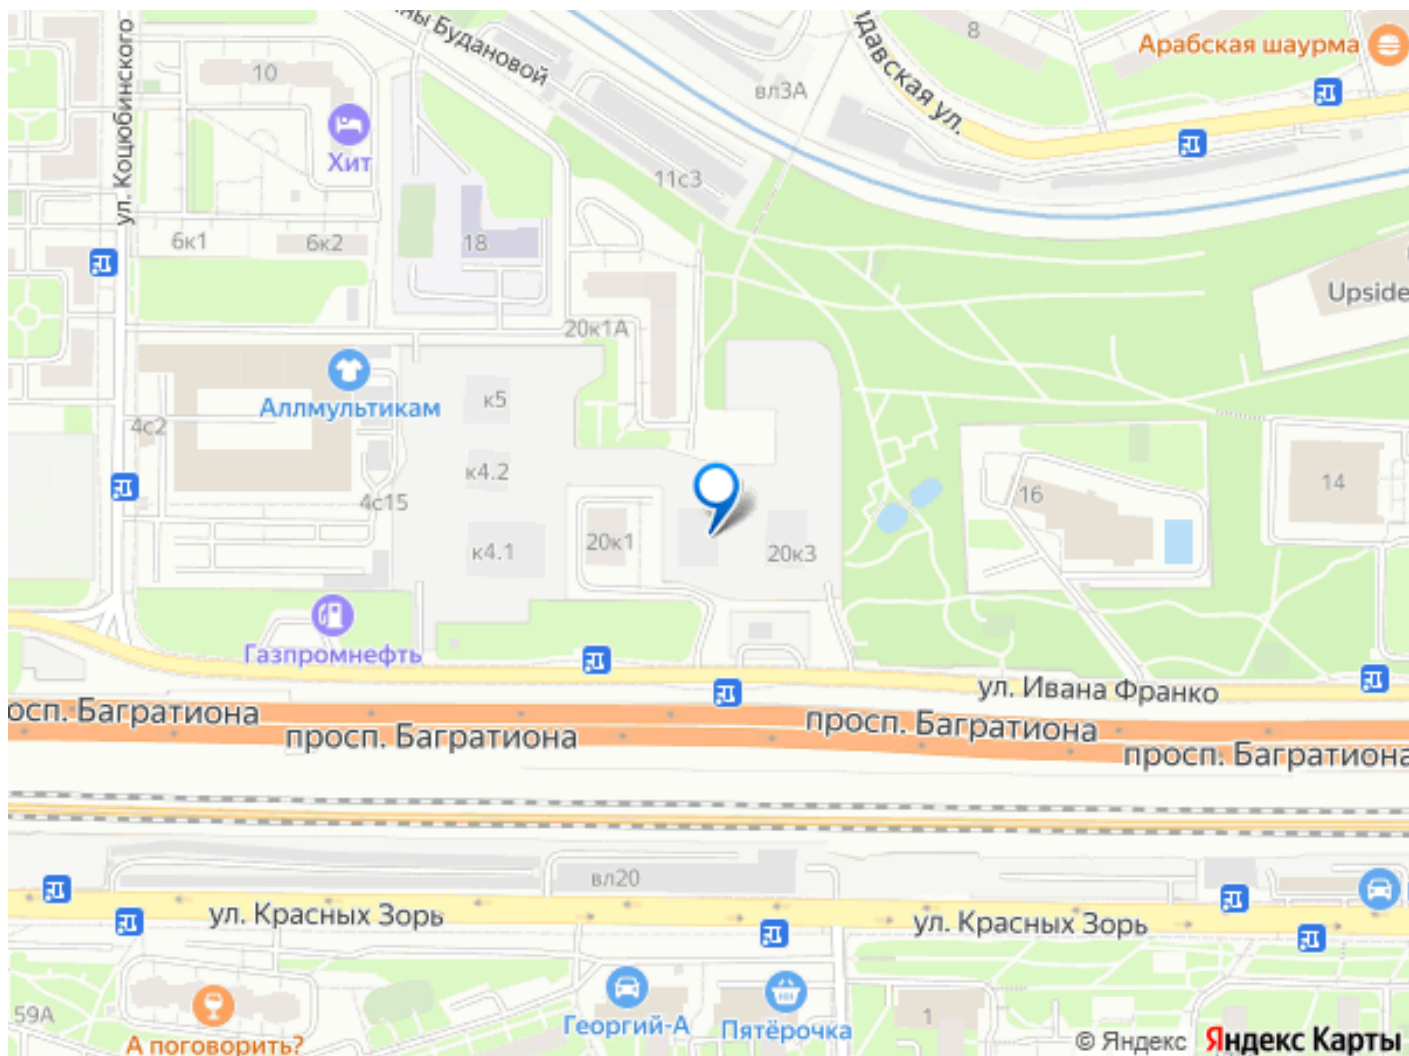 ул. Коцюбинского
ны Будановой
давская ул.
8
Арабская шаурма
10
вл3А
Хит
11с3
6к1
6к2
18
Upside
20к1А
Аллмультикам
к5
4с2
к4.2
4с15
16
14
к4.1
20к1
20к3
Газпромнефть
ул. Ивана Франко
осп. Багратиона
просп. Багратиона
просп. Багратиона
просп. Багратиона
вл20
ул. Красных Зорь
ул. Красных Зорь
59А
А поговорить?
Георгий-А
Пятёрочка
1
© Яндекс Яндекс Карты